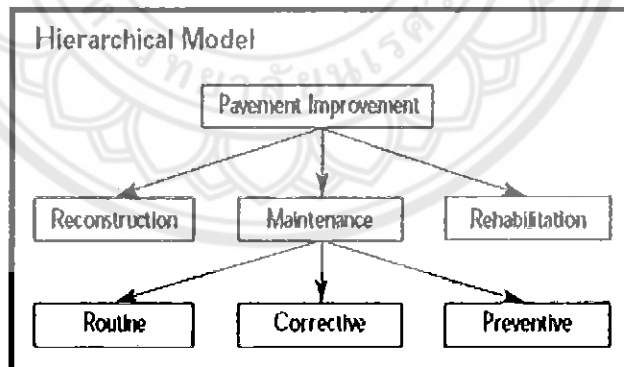 Hierarchical Model
Pavement Improvement
Reconstruction Maintenance Rehabilitation
Routine Corrective Preventive